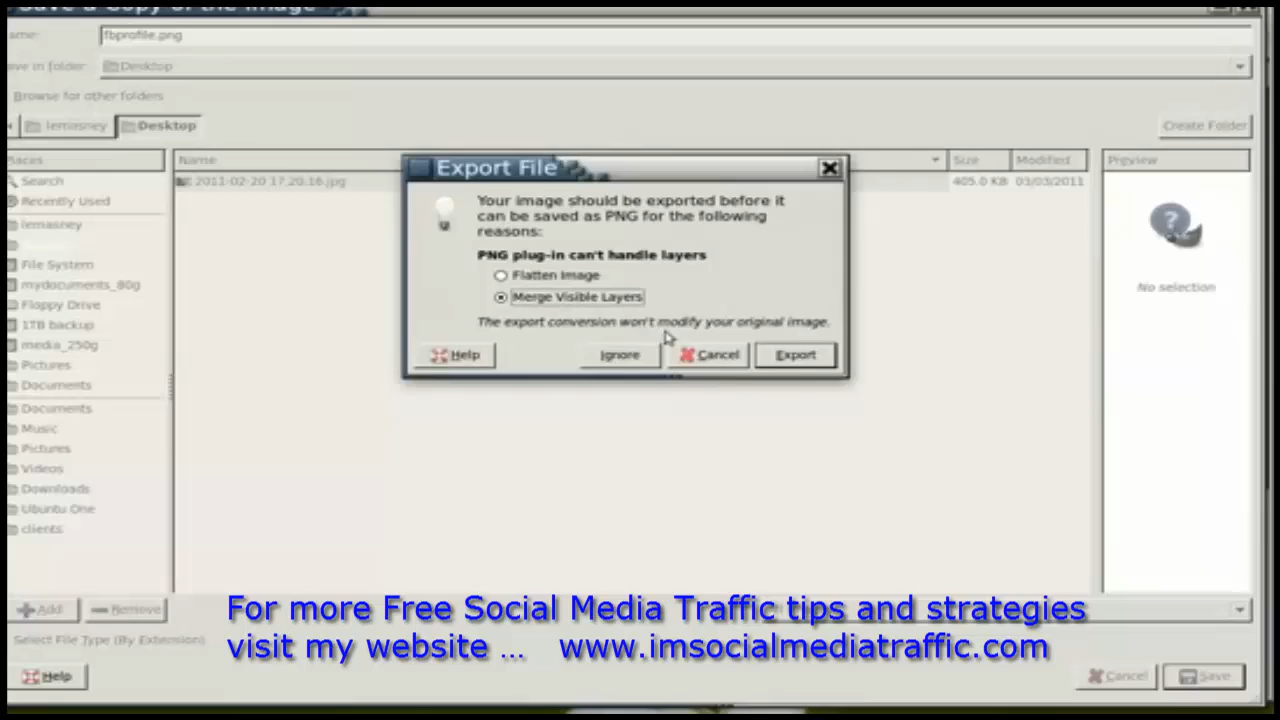 Save a Copy of the Image
ame:
fbprofile.png
ave in folder:
Desktop
Browse for other folders
lemasney
Desktop
Create Folder
Places
Name
Size
Modified
Preview
Search
2011-02-20 17.20.16.jpg
405.0 KB
03/03/2011
Recently Used
lemasney
File System
mydocuments_80g
Floppy Drive
1TB backup
media_250g
Pictures
Documents
Documents
Music
Pictures
Videos
Downloads
Ubuntu One
clients
No selection
Export File
Your image should be exported before it
can be saved as PNG for the following
reasons:
PNG plug-in can't handle layers
Flatten Image
Merge Visible Layers
The export conversion won't modify your original image.
Help
Ignore
Cancel
Export
Add
Remove
For more Free Social Media Traffic tips and strategies
visit my website ... www.imsocialmediatraffic.com
Select File Type (By Extension)
Help
Cancel
Save